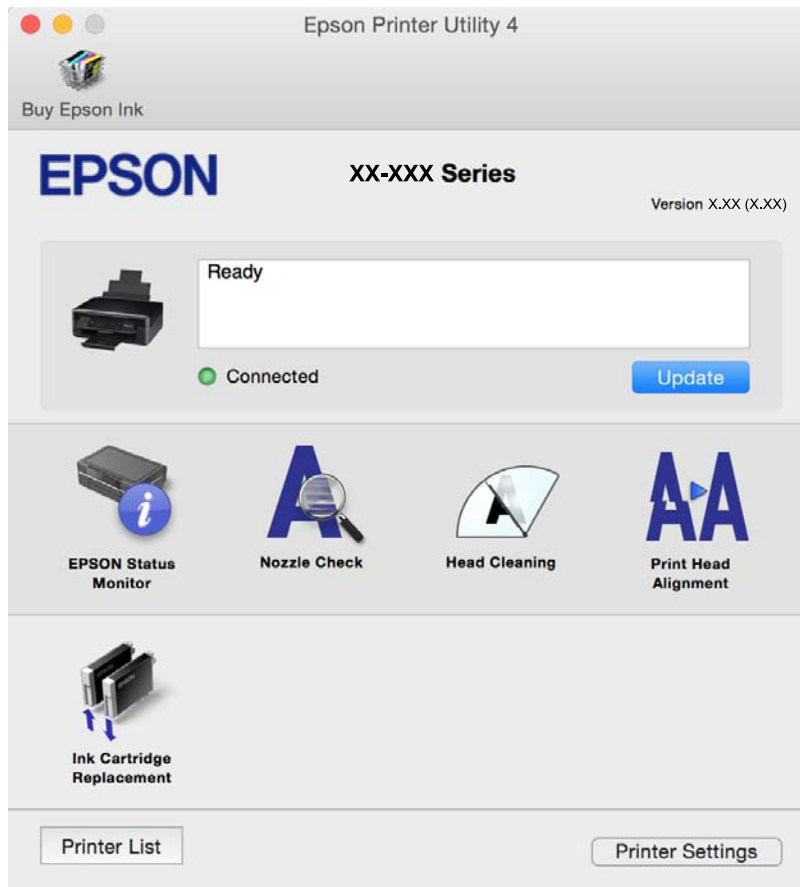 Epson Printer Utility 4
Buy Epson Ink
EPSON
XX-XXX Series
Version X.XX (X.XX)
Ready
Connected
Update
EPSON Status
Monitor
Nozzle Check
Head Cleaning
Print Head
Alignment
Ink Cartridge
Replacement
Printer List
Printer Settings